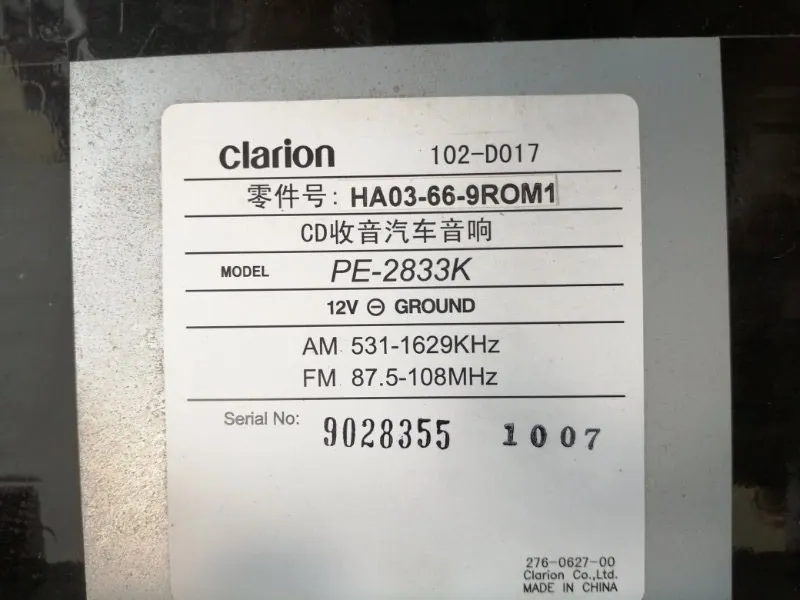 clarion 102-D017
零件号: HA03-66-9ROM1
CD收音汽车音响
MODEL PE-2833K
12V ⊖ GROUND
AM 531-1629KHz
FM 87.5-108MHz
Serial No: 9028355 1007
276-0627-00
Clarion Co.,Ltd.
MADE IN CHINA